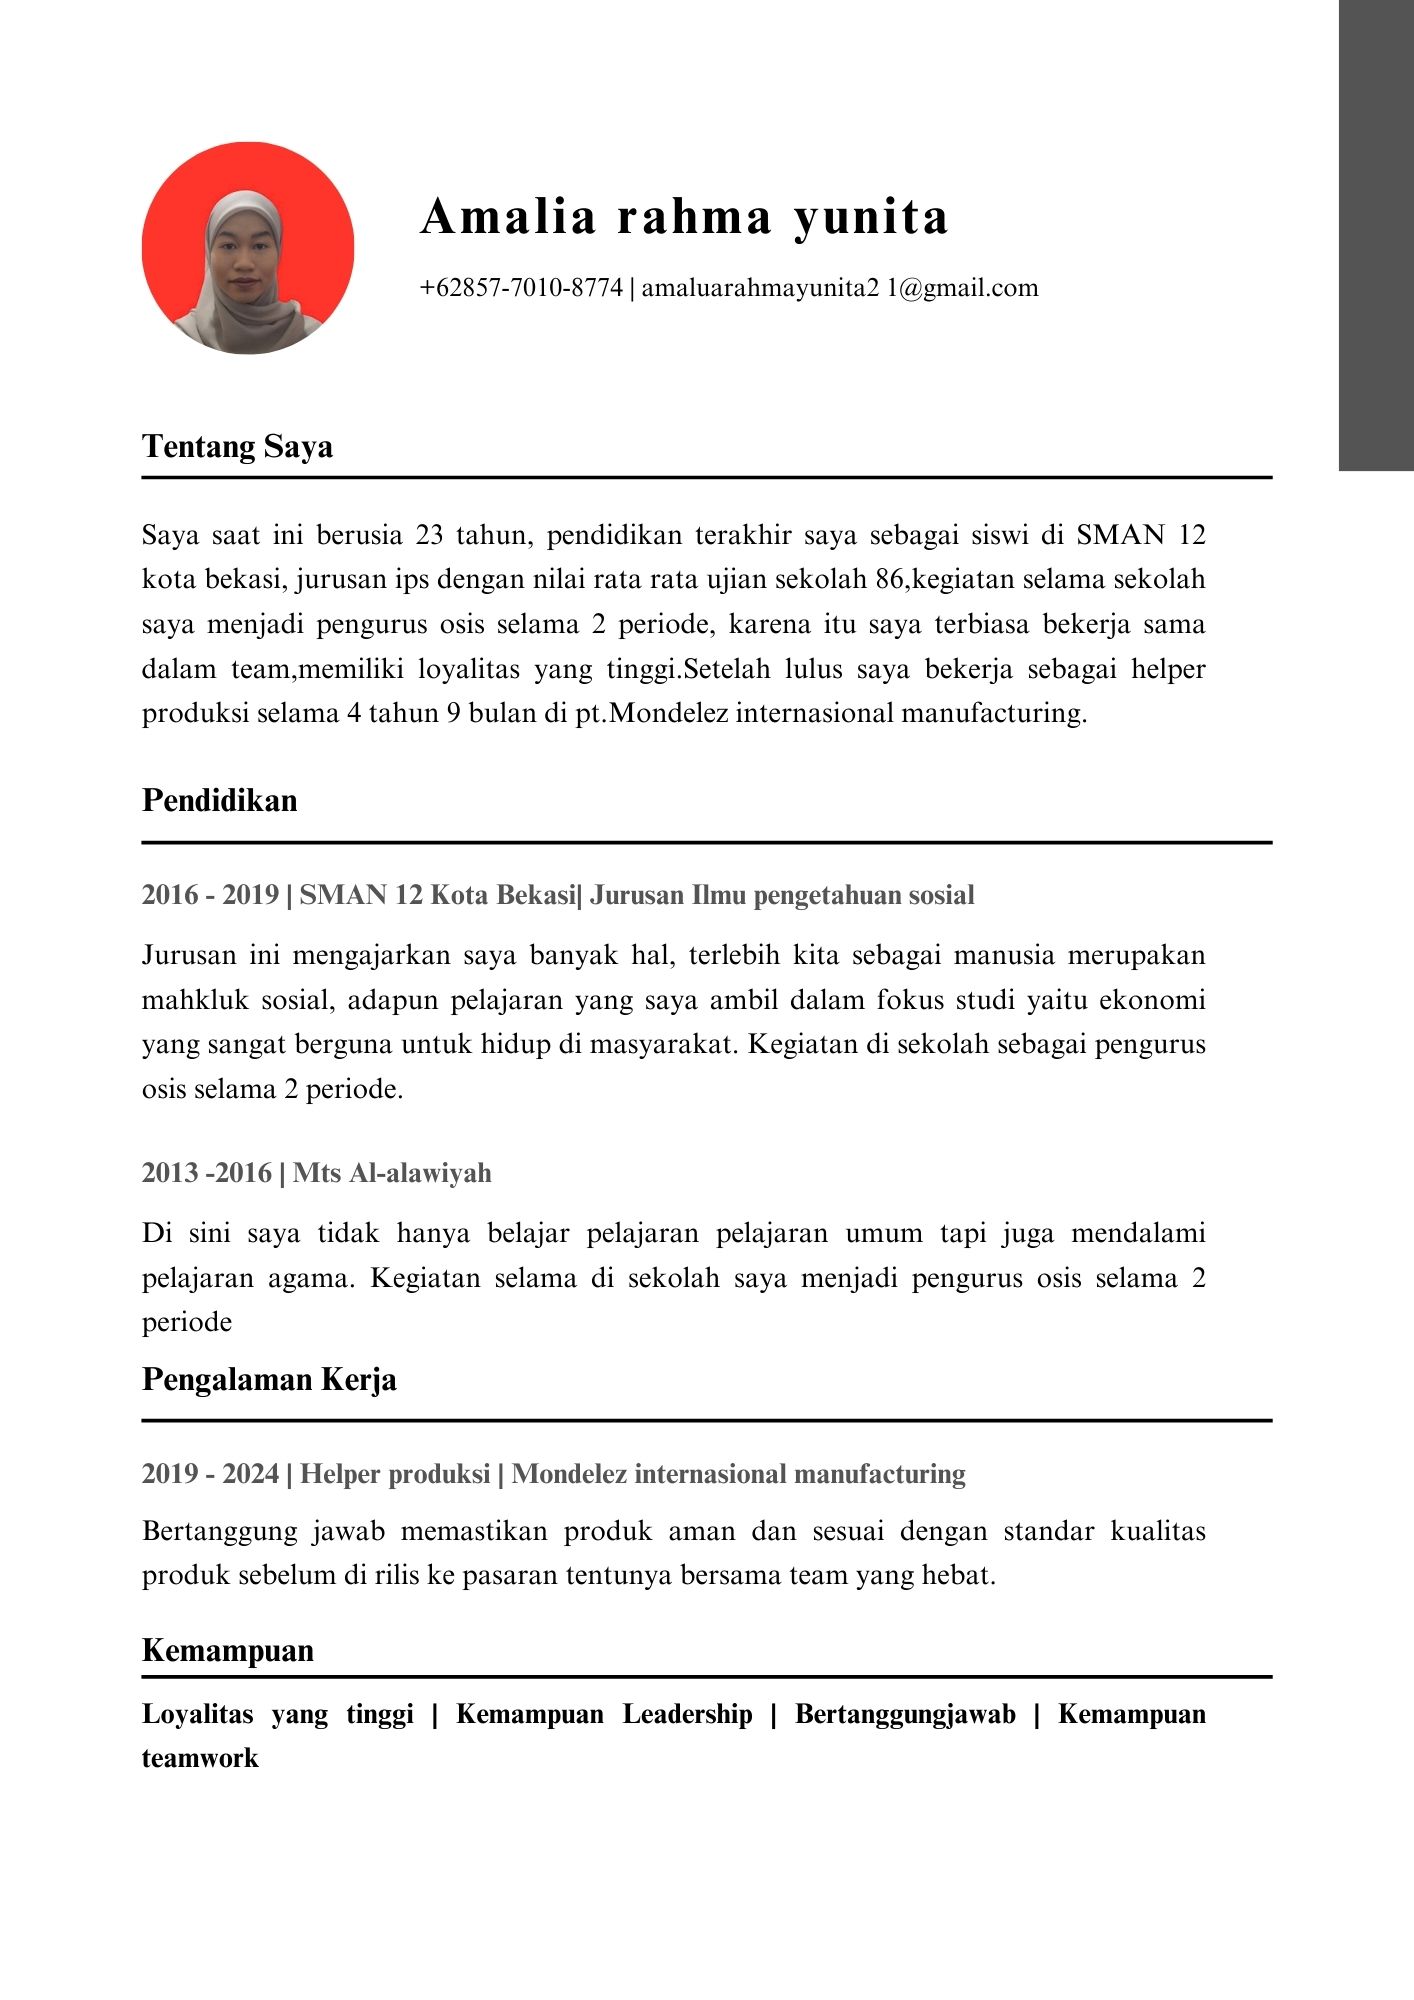 Amalia rahma yunita
+62857-7010-8774 | amaluarahmayunita2 1@gmail.com
Tentang Saya
Saya saat ini berusia 23 tahun, pendidikan terakhir saya sebagai siswi di SMAN 12
kota bekasi, jurusan ips dengan nilai rata rata ujian sekolah 86,kegiatan selama sekolah
saya menjadi pengurus osis selama 2 periode, karena itu saya terbiasa bekerja sama
dalam team,memiliki loyalitas yang tinggi.Setelah lulus saya bekerja sebagai helper
produksi selama 4 tahun 9 bulan di pt.Mondelez internasional manufacturing.
Pendidikan
2016 - 2019 | SMAN 12 Kota Bekasi| Jurusan Ilmu pengetahuan sosial
Jurusan ini mengajarkan saya banyak hal, terlebih kita sebagai manusia merupakan
mahkluk sosial, adapun pelajaran yang saya ambil dalam fokus studi yaitu ekonomi
yang sangat berguna untuk hidup di masyarakat. Kegiatan di sekolah sebagai pengurus
osis selama 2 periode.
2013 -2016 | Mts Al-alawiyah
Di sini saya tidak hanya belajar pelajaran pelajaran umum tapi juga mendalami
pelajaran agama. Kegiatan selama di sekolah saya menjadi pengurus osis selama 2
periode
Pengalaman Kerja
2019 - 2024 | Helper produksi | Mondelez internasional manufacturing
Bertanggung jawab memastikan produk aman dan sesuai dengan standar kualitas
produk sebelum di rilis ke pasaran tentunya bersama team yang hebat.
Kemampuan
Loyalitas yang tinggi | Kemampuan Leadership | Bertanggungjawab | Kemampuan
teamwork